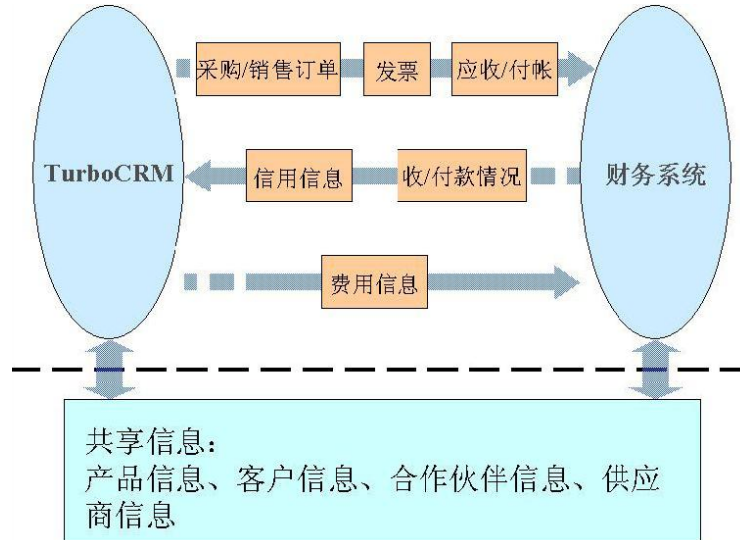 采购/销售订单 发票 应收/付帐
TurboCRM 信用信息 收/付款情况 财务系统
费用信息
共享信息：
产品信息、客户信息、合作伙伴信息、供应
商信息